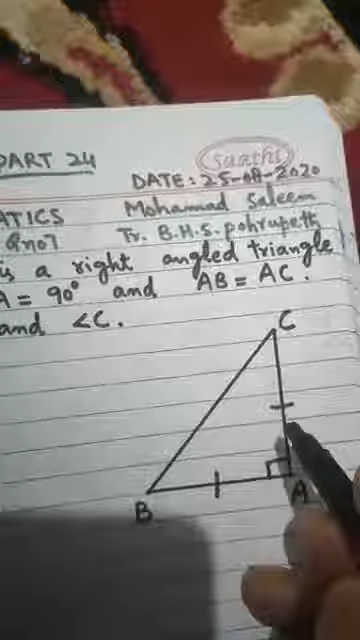 PART 24
Saathi
DATE: 25-08-2020
ATICS Mohamad Saleem
Qno7 Tr. B.H.S. pohrupeth
is a right angled triangle
A = 90° and AB = AC.
and <C.
C
B
A